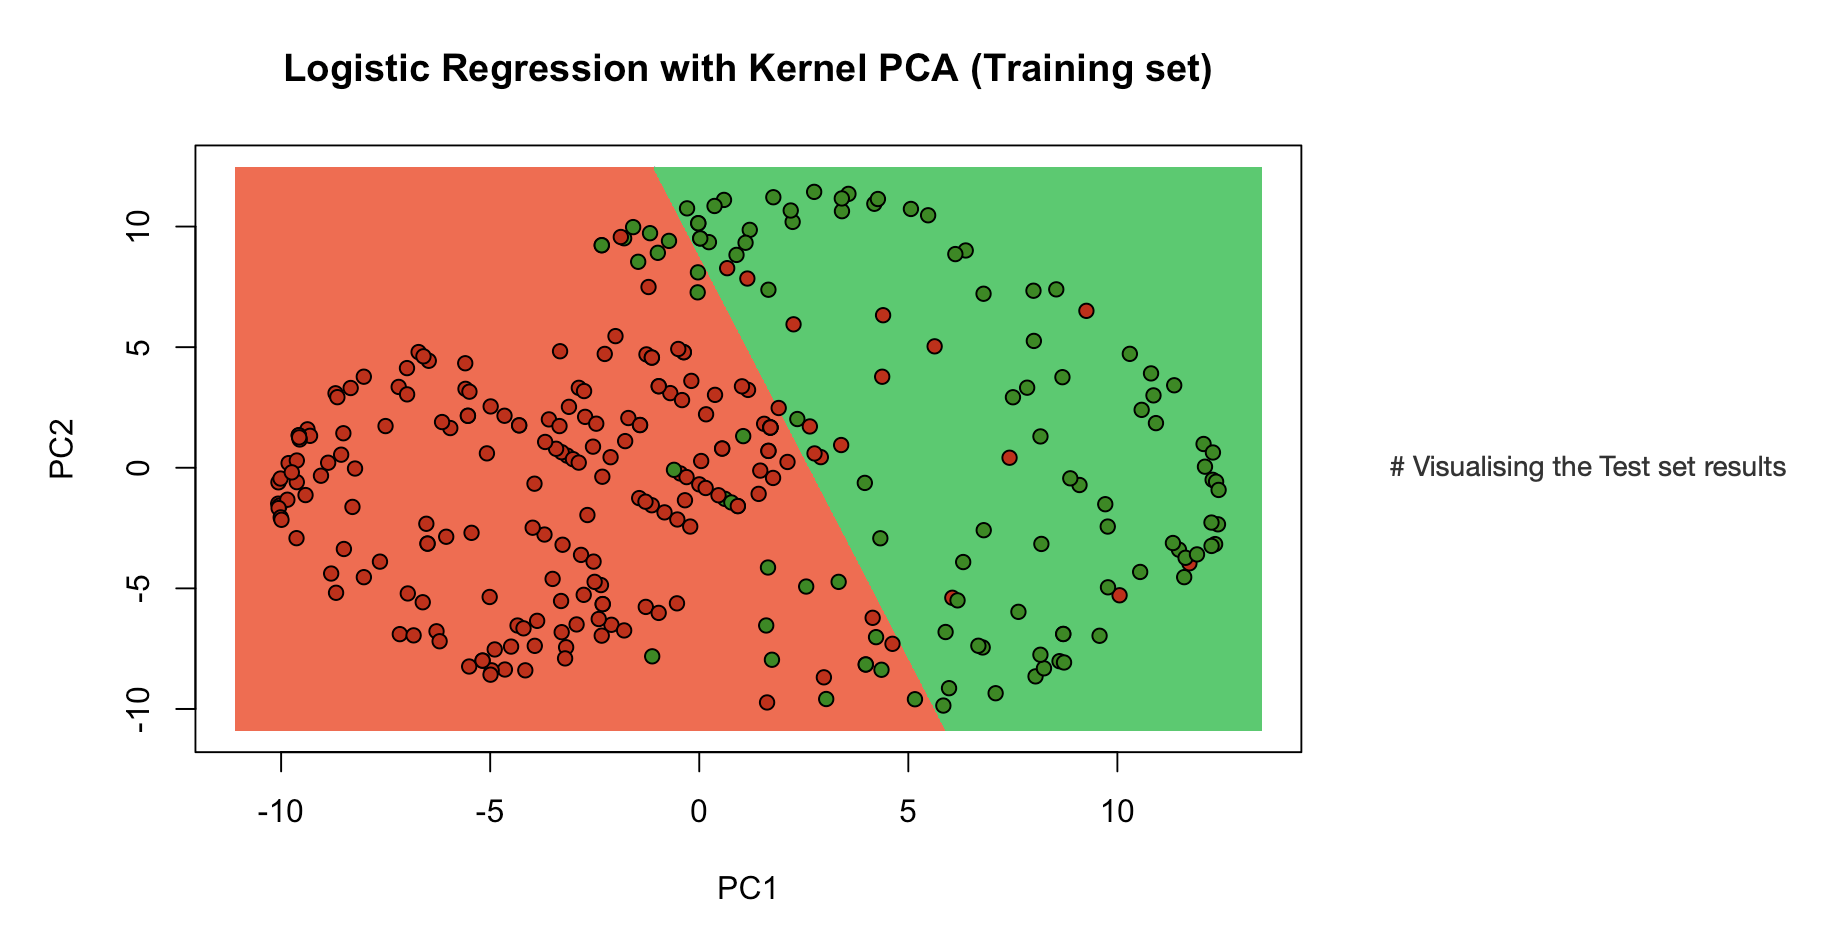 Logistic Regression with Kernel PCA (Training set)
10
5
0
-5
-10
PC2
-10
-5
0
5
10
PC1
# Visualising the Test set results